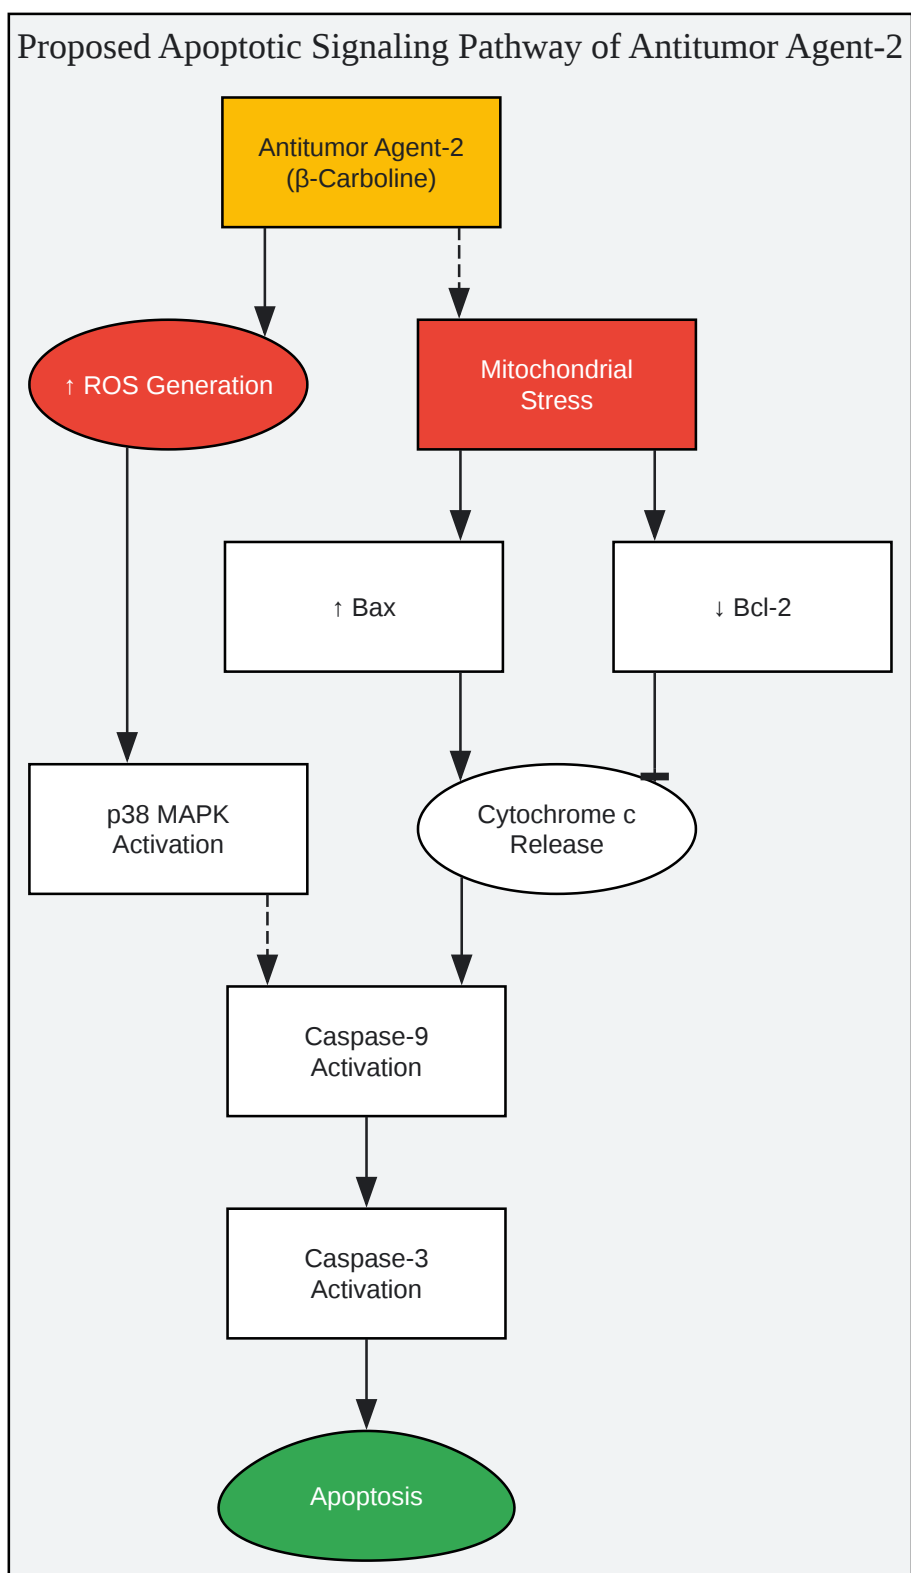 Proposed Apoptotic Signaling Pathway of Antitumor Agent-2
Antitumor Agent-2
(β-Carboline)
↑ ROS Generation
Mitochondrial
Stress
↑ Bax
↓ Bcl-2
p38 MAPK
Activation
Cytochrome c
Release
Caspase-9
Activation
Caspase-3
Activation
Apoptosis